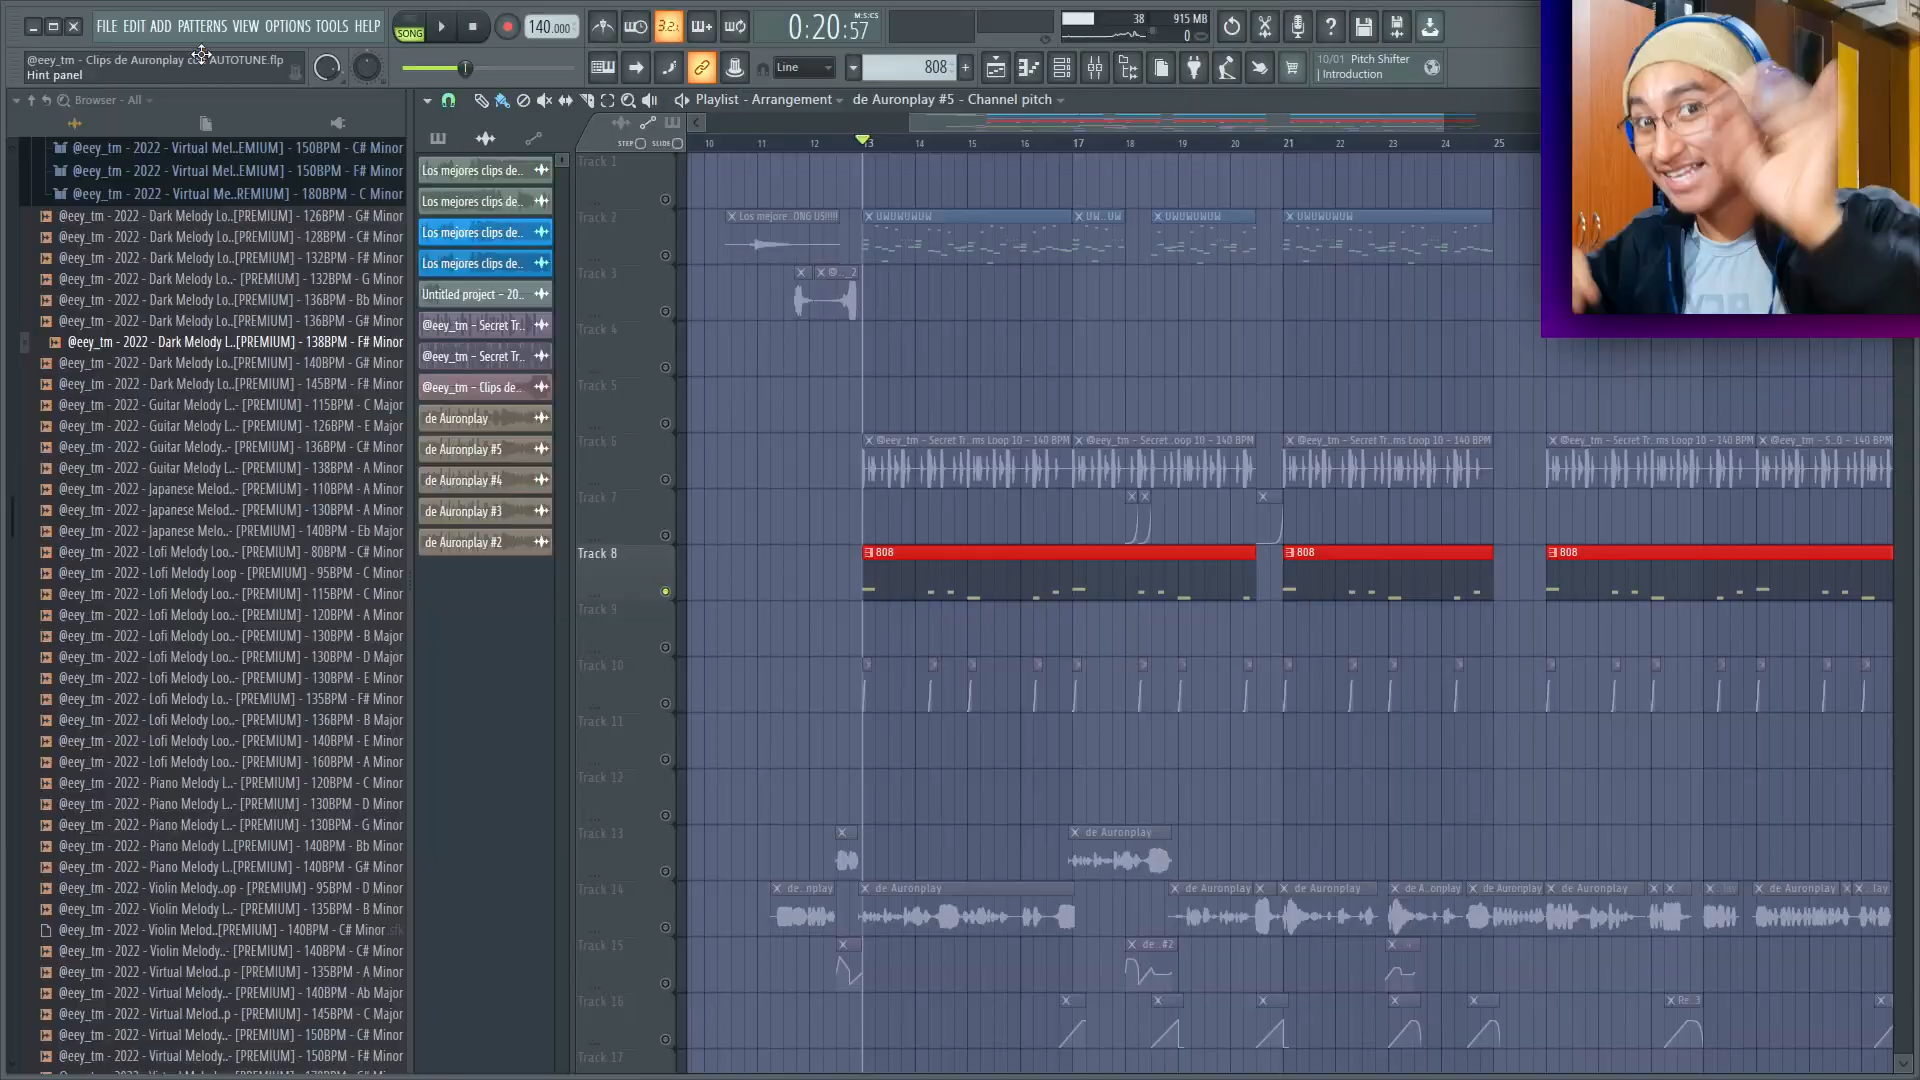 FILE EDIT ADD PATTERNS VIEW OPTIONS TOOLS HELP
SONG
140.000
3.2:
0:20:57
M:S:CS
38
915 MB
0
@eey_tm - Clips de Auronplay
AUTOTUNE.flp
Hint panel
Line
808
10/01 Pitch Shifter
| Introduction
Browser - All
Playlist - Arrangement
de Auronplay #5 - Channel pitch
STEP
SLIDE
10 11 12 13 14 15 16 17 18 19 20 21 22 23 24 25
@eey_tm - 2022 - Virtual Mel..EMIUM] - 150BPM - C# Minor
@eey_tm - 2022 - Virtual Mel..EMIUM] - 150BPM - F# Minor
@eey_tm - 2022 - Virtual Me..REMIUM] - 180BPM - C Minor
@eey_tm - 2022 - Dark Melody Lo..[PREMIUM] - 126BPM - G# Minor
@eey_tm - 2022 - Dark Melody Lo..[PREMIUM] - 128BPM - C# Minor
@eey_tm - 2022 - Dark Melody Lo..[PREMIUM] - 132BPM - F# Minor
@eey_tm - 2022 - Dark Melody Lo..[PREMIUM] - 132BPM - G Minor
@eey_tm - 2022 - Dark Melody Lo..[PREMIUM] - 136BPM - Bb Minor
@eey_tm - 2022 - Dark Melody Lo..[PREMIUM] - 136BPM - G# Minor
@eey_tm - 2022 - Dark Melody L..[PREMIUM] - 138BPM - F# Minor
@eey_tm - 2022 - Dark Melody Lo..[PREMIUM] - 140BPM - G# Minor
@eey_tm - 2022 - Dark Melody Lo..[PREMIUM] - 145BPM - F# Minor
@eey_tm - 2022 - Guitar Melody L..- [PREMIUM] - 115BPM - C Major
@eey_tm - 2022 - Guitar Melody L..- [PREMIUM] - 126BPM - E Major
@eey_tm - 2022 - Guitar Melody..- [PREMIUM] - 136BPM - C# Minor
@eey_tm - 2022 - Guitar Melody L..- [PREMIUM] - 138BPM - A Minor
@eey_tm - 2022 - Japanese Melod..- [PREMIUM] - 110BPM - A Minor
@eey_tm - 2022 - Japanese Melod..- [PREMIUM] - 130BPM - A Minor
@eey_tm - 2022 - Japanese Melo..- [PREMIUM] - 140BPM - Eb Major
@eey_tm - 2022 - Lofi Melody Loo..- [PREMIUM] - 80BPM - C# Minor
@eey_tm - 2022 - Lofi Melody Loop - [PREMIUM] - 95BPM - C Minor
@eey_tm - 2022 - Lofi Melody Loo..- [PREMIUM] - 115BPM - C Minor
@eey_tm - 2022 - Lofi Melody Loo..- [PREMIUM] - 120BPM - A Minor
@eey_tm - 2022 - Lofi Melody Loo..- [PREMIUM] - 130BPM - B Major
@eey_tm - 2022 - Lofi Melody Loo..- [PREMIUM] - 130BPM - D Major
@eey_tm - 2022 - Lofi Melody Loo..- [PREMIUM] - 130BPM - E Minor
@eey_tm - 2022 - Lofi Melody Lo..- [PREMIUM] - 135BPM - F# Minor
@eey_tm - 2022 - Lofi Melody Loo..- [PREMIUM] - 136BPM - B Major
@eey_tm - 2022 - Lofi Melody Loo..- [PREMIUM] - 140BPM - E Minor
@eey_tm - 2022 - Lofi Melody Loo..- [PREMIUM] - 160BPM - A Minor
@eey_tm - 2022 - Piano Melody L..- [PREMIUM] - 120BPM - C Minor
@eey_tm - 2022 - Piano Melody L..- [PREMIUM] - 130BPM - D Minor
@eey_tm - 2022 - Piano Melody L..- [PREMIUM] - 130BPM - G Minor
@eey_tm - 2022 - Piano Melody L..- [PREMIUM] - 140BPM - Bb Minor
@eey_tm - 2022 - Piano Melody L..- [PREMIUM] - 140BPM - G# Minor
@eey_tm - 2022 - Violin Melody..op - [PREMIUM] - 95BPM - D Minor
@eey_tm - 2022 - Violin Melody L..- [PREMIUM] - 135BPM - B Minor
@eey_tm - 2022 - Violin Melod..[PREMIUM] - 140BPM - C# Minor.sfk
@eey_tm - 2022 - Violin Melody..- [PREMIUM] - 140BPM - C# Minor
@eey_tm - 2022 - Virtual Melod..p - [PREMIUM] - 135BPM - A Minor
@eey_tm - 2022 - Virtual Melody..- [PREMIUM] - 140BPM - Ab Major
@eey_tm - 2022 - Virtual Melod..p - [PREMIUM] - 145BPM - C Major
@eey_tm - 2022 - Virtual Melody..- [PREMIUM] - 150BPM - C# Minor
@eey_tm - 2022 - Virtual Melody..- [PREMIUM] - 150BPM - F# Minor
Los mejores clips de..
Los mejores clips de..
Los mejores clips de..
Los mejores clips de..
Untitled project - 20..
@eey_tm - Secret Tr..
@eey_tm - Secret Tr..
@eey_tm - Clips de..
de Auronplay
de Auronplay #5
de Auronplay #4
de Auronplay #3
de Auronplay #2
Track 1
Track 2
Los mejore..ONG US!!!!!
UWUWUWUW
UW..UW
UWUWUWUW
UWUWUWUW
Track 3
@.._2
Track 4
Track 5
Track 6
@eey_tm - Secret Tr..ms Loop 10 - 140 BPM
@eey_tm - Secret..oop 10 - 140 BPM
@eey_tm - Secret Tr..ms Loop 10 - 140 BPM
@eey_tm - Secret Tr..ms Loop 10 - 140 BPM
@eey_tm - S..0 - 140 BPM
Track 7
Track 8
808
808
808
Track 9
Track 10
Track 11
Track 12
Track 13
de Auronplay
Track 14
de..nplay
de Auronplay
de Auronplay
de Auronplay
de A..onplay
de Auronplay
de Auronplay
..lay
de Auronplay
..lay
Track 15
de..#2
Track 16
Re..3
Track 17